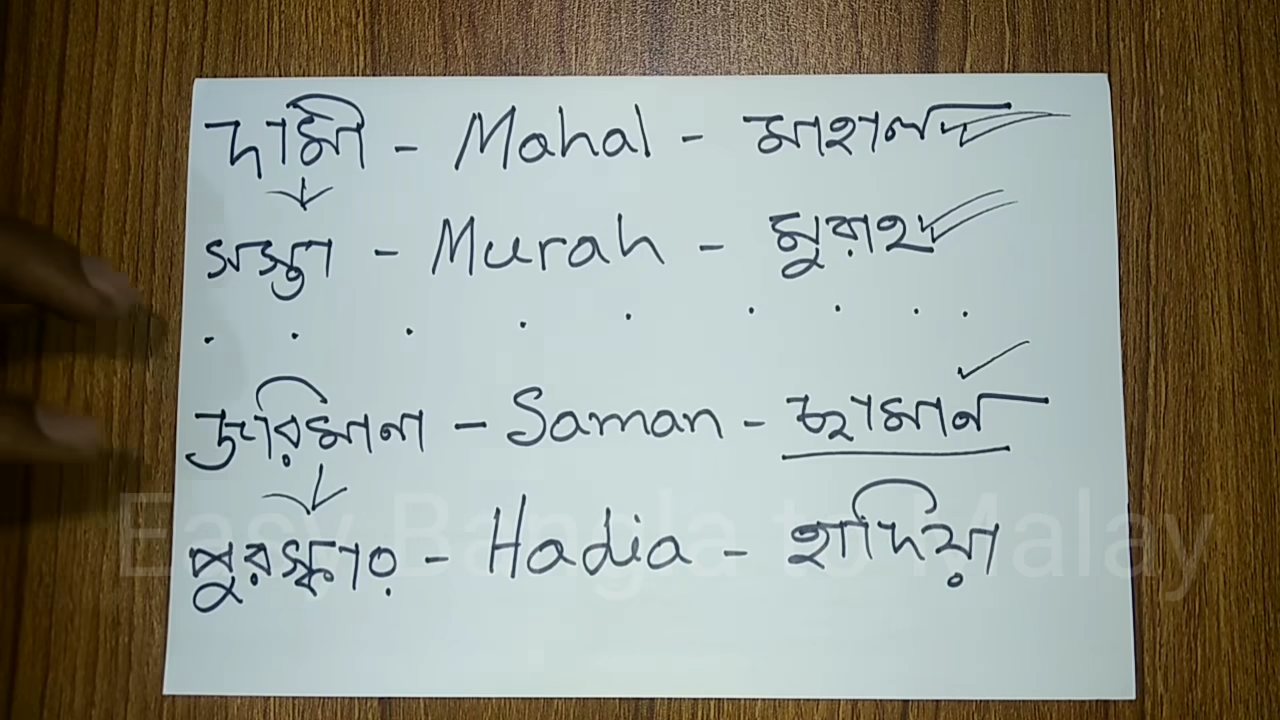 দামী - Mahal - মাহাল
সস্তা - Murah - মুরাহ
. . . . . . . . .
জরিমানা - Saman - ছামান
পুরস্কার - Hadia - হাদিয়া
Easy Bangla to Malay